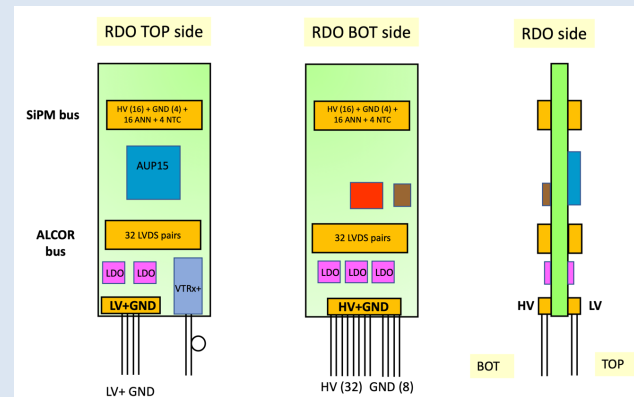 RDO TOP side
RDO BOT side
RDO side
SiPM bus
HV (16) + GND (4) +
16 ANN + 4 NTC
HV (16) + GND (4) +
16 ANN + 4 NTC
AUP15
ALCOR
bus
32 LVDS pairs
32 LVDS pairs
LDO
LDO
VTRx+
LDO
LDO
LDO
LV+GND
HV+GND
HV
LV
BOT
TOP
LV+ GND
HV (32)
GND (8)